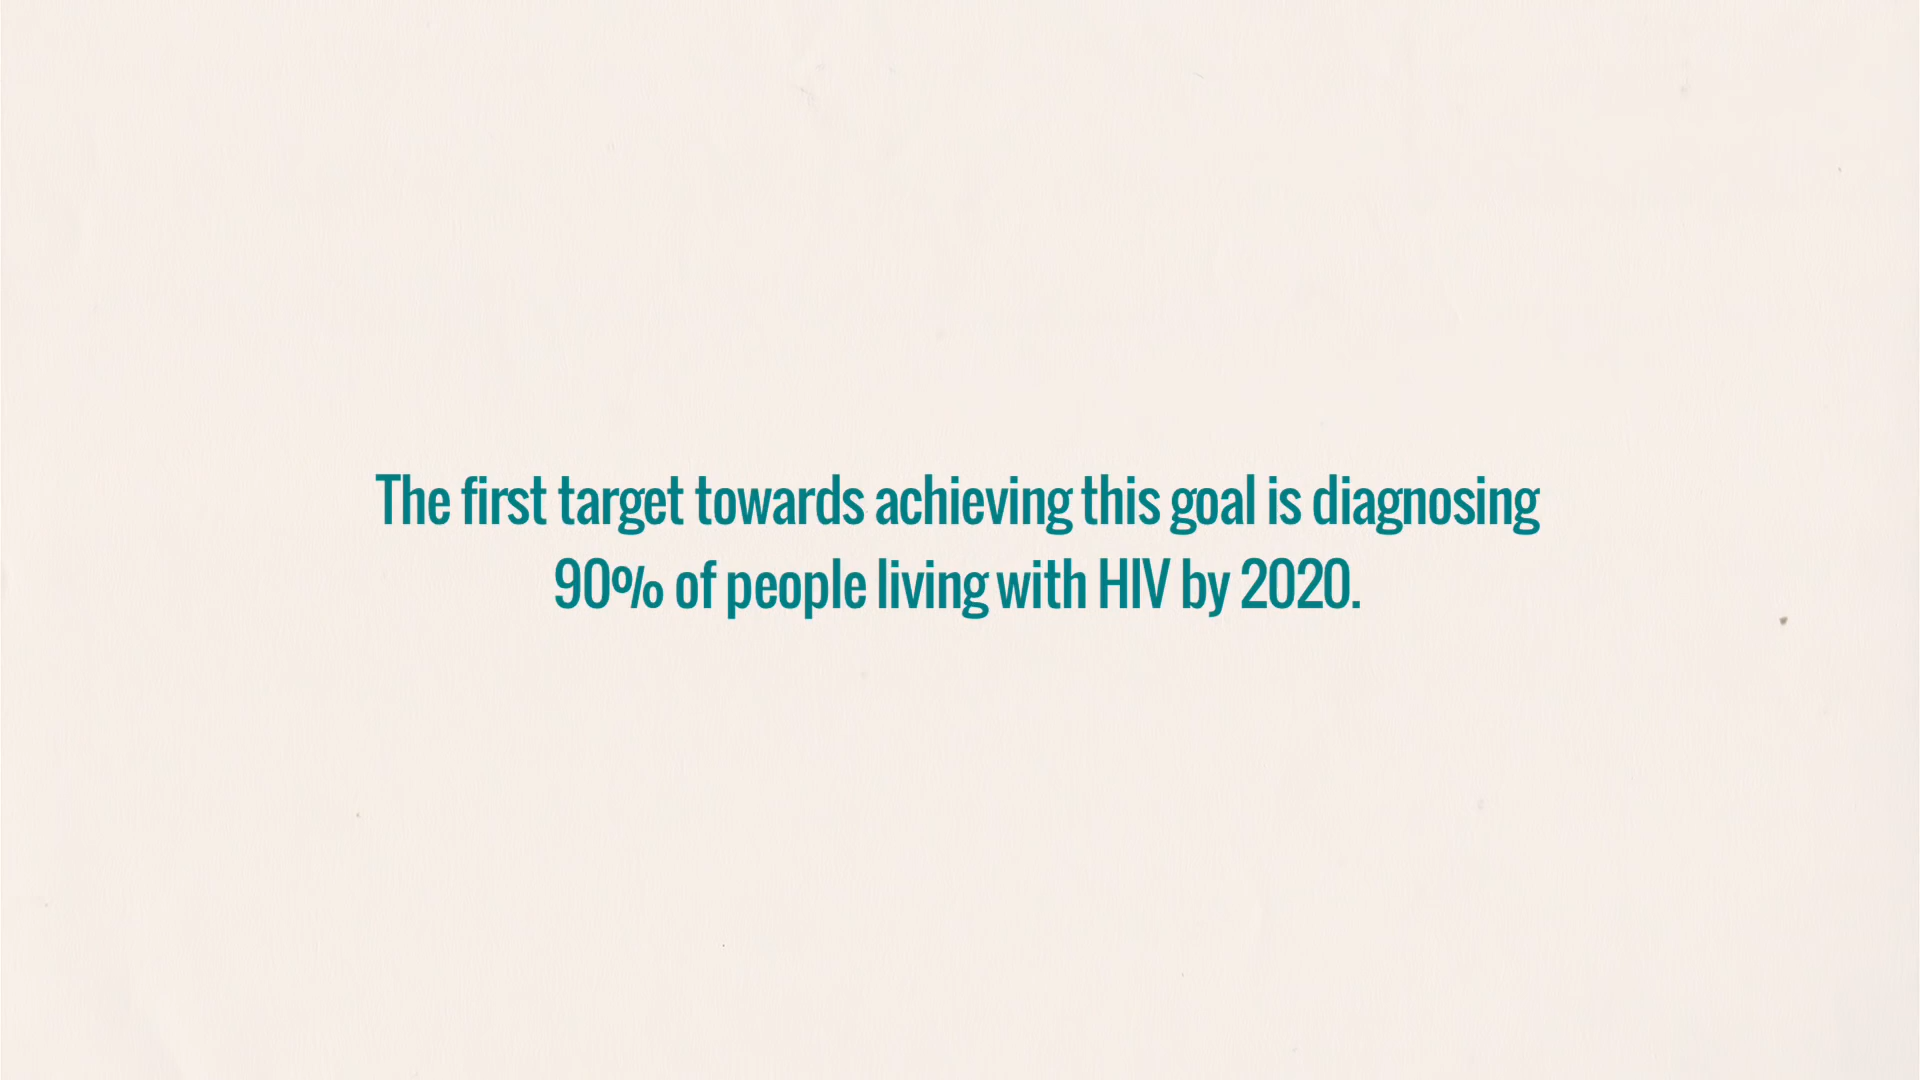 The first target towards achieving this goal is diagnosing
90% of people living with HIV by 2020.